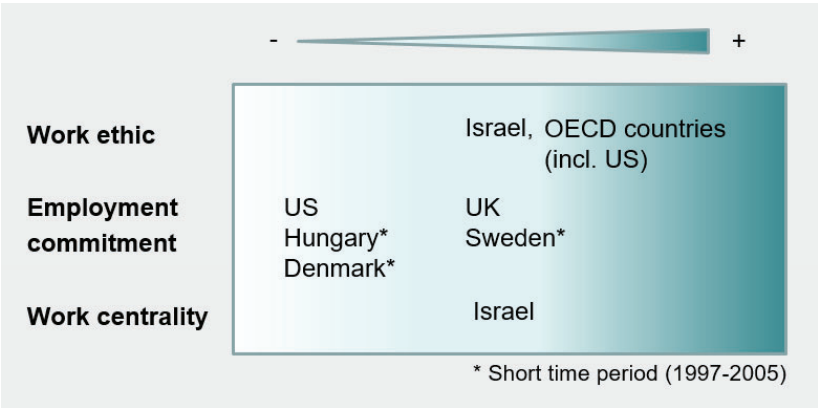 - +
Work ethic Israel, OECD countries
(incl. US)
Employment US UK
commitment Hungary* Sweden*
Denmark*
Work centrality Israel
* Short time period (1997-2005)